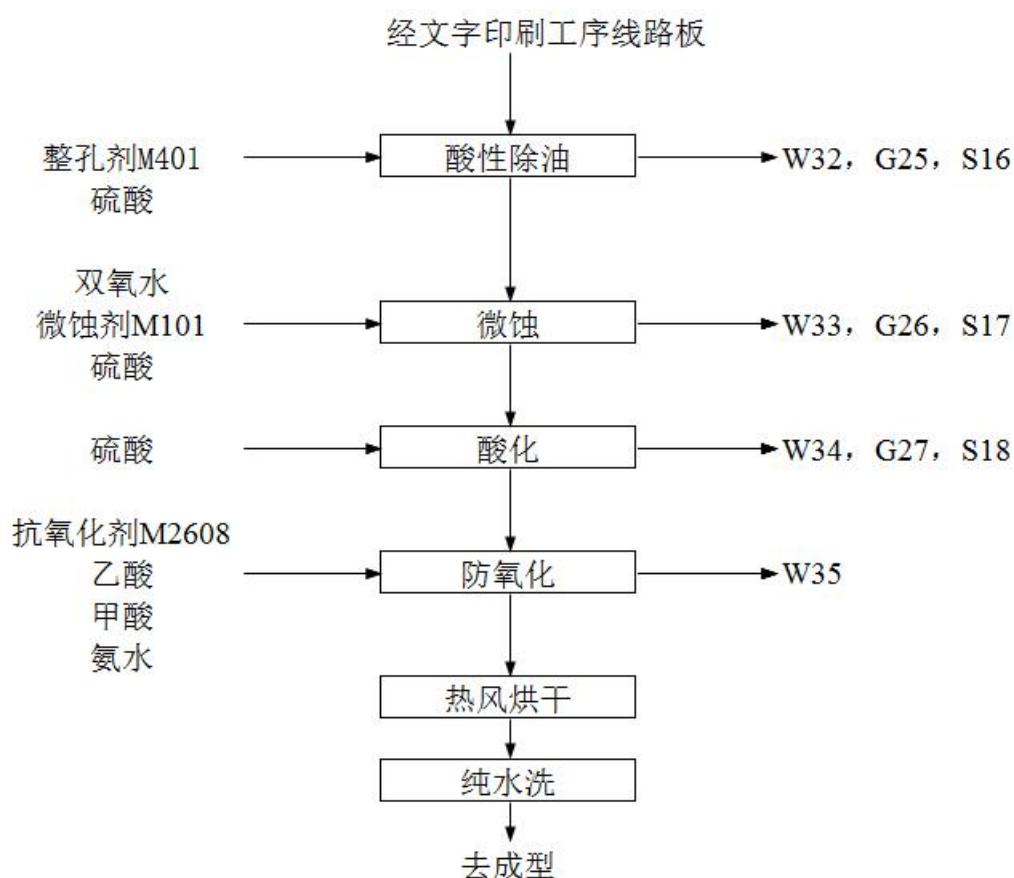 经文字印刷工序线路板
整孔剂M401
硫酸
酸性除油
W32，G25，S16
双氧水
微蚀剂M101
硫酸
微蚀
W33，G26，S17
硫酸
酸化
W34，G27，S18
抗氧化剂M2608
乙酸
甲酸
氨水
防氧化
W35
热风烘干
纯水洗
去成型